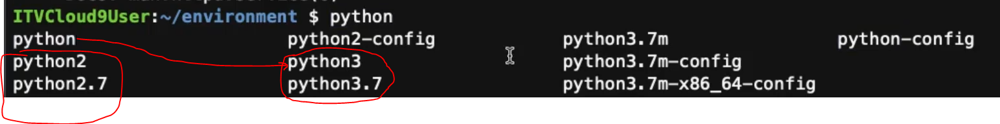 ITVCloud9User:~/environment $ python
python python2-config python3.7m python-config
python2 python3 python3.7m-config
python2.7 python3.7 python3.7m-x86_64-config